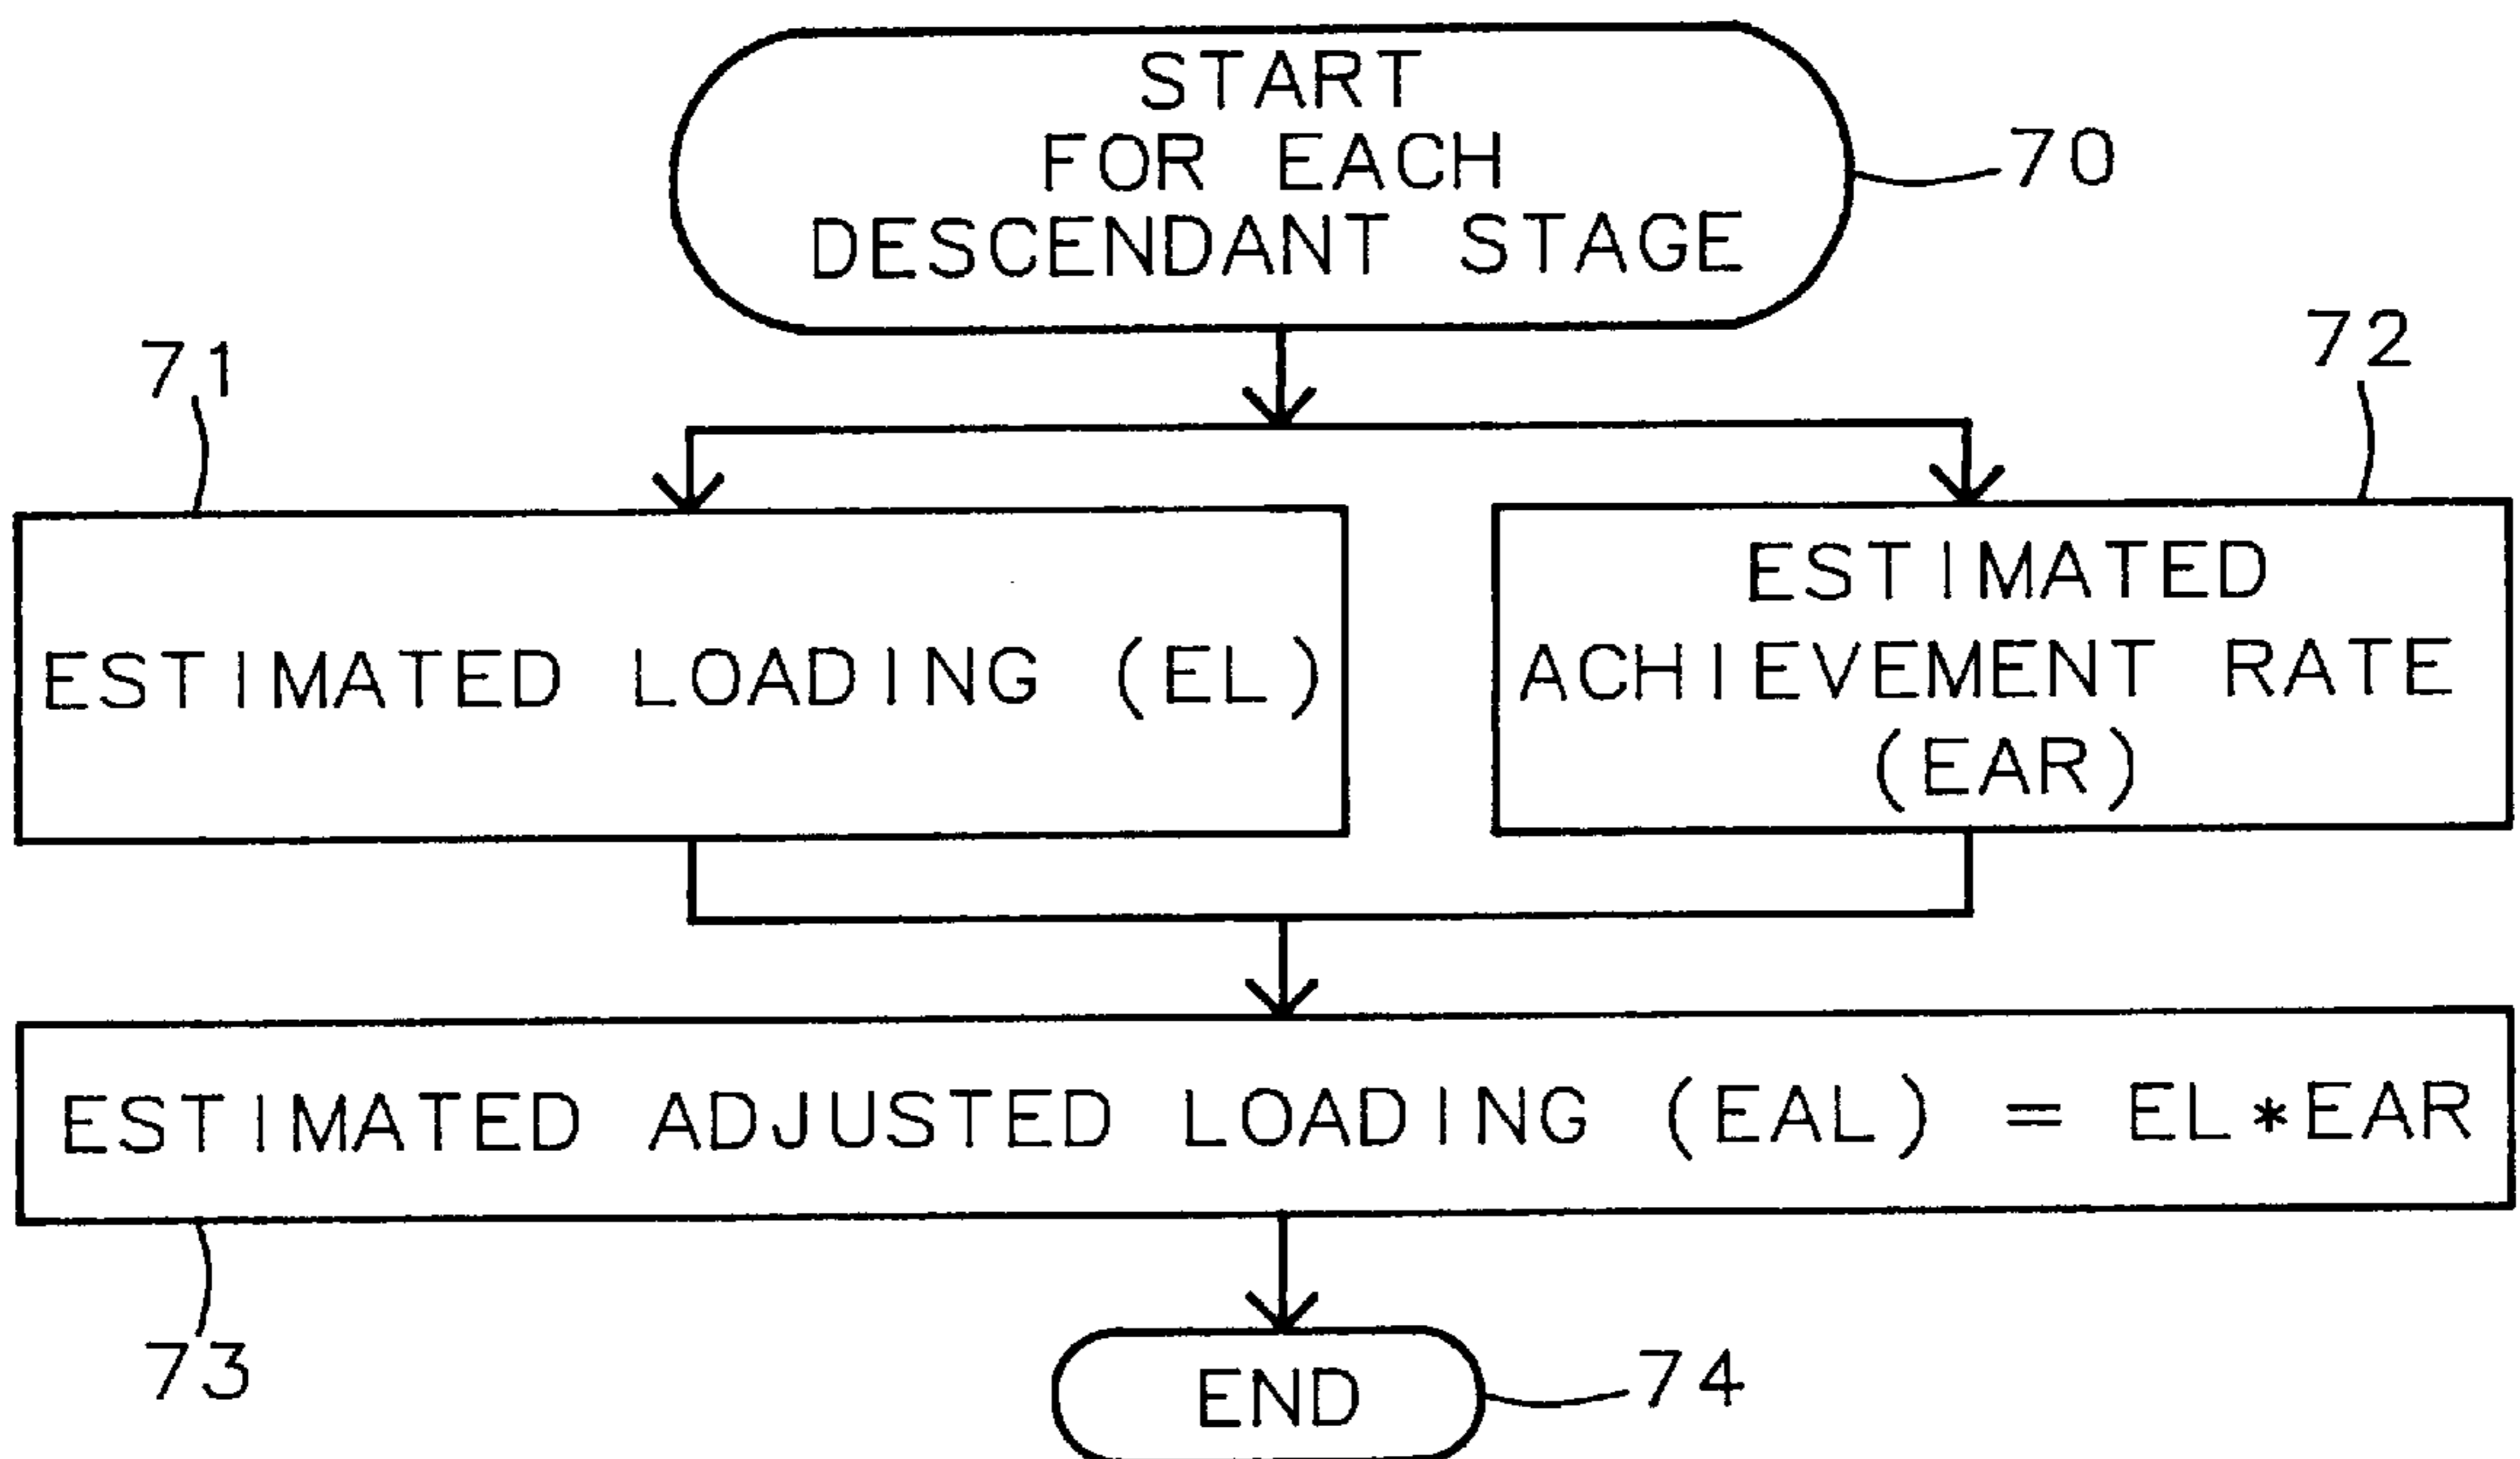 START
FOR EACH
DESCENDANT STAGE
70
71
72
ESTIMATED LOADING (EL)
ESTIMATED
ACHIEVEMENT RATE
(EAR)
ESTIMATED ADJUSTED LOADING (EAL) = EL*EAR
73
END
74